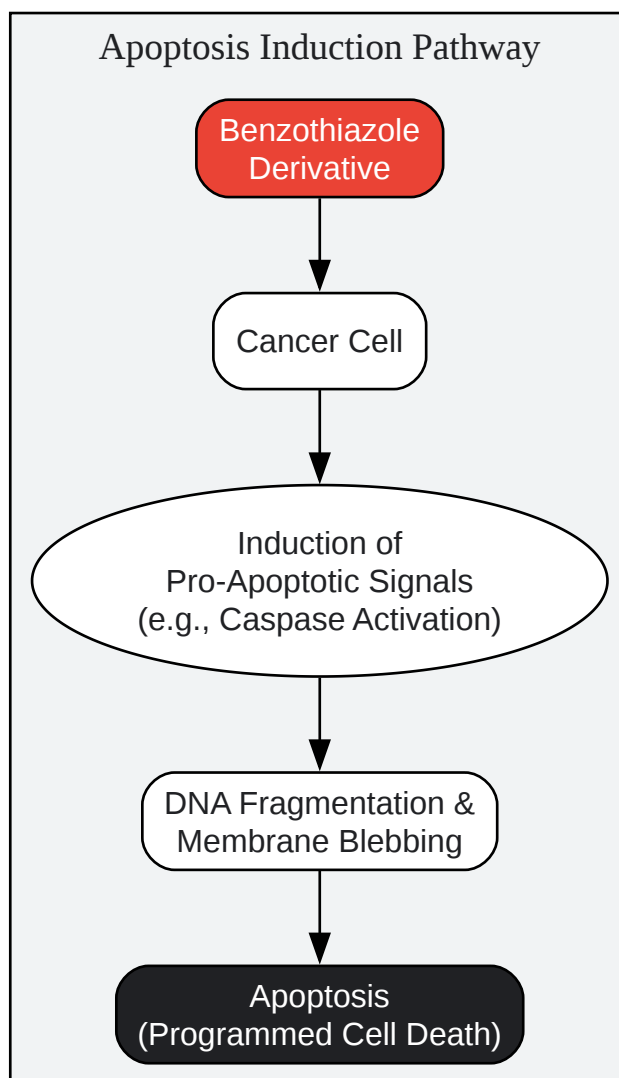 Apoptosis Induction Pathway
Benzothiazole
Derivative
Cancer Cell
Induction of
Pro-Apoptotic Signals
(e.g., Caspase Activation)
DNA Fragmentation &
Membrane Blebbing
Apoptosis
(Programmed Cell Death)